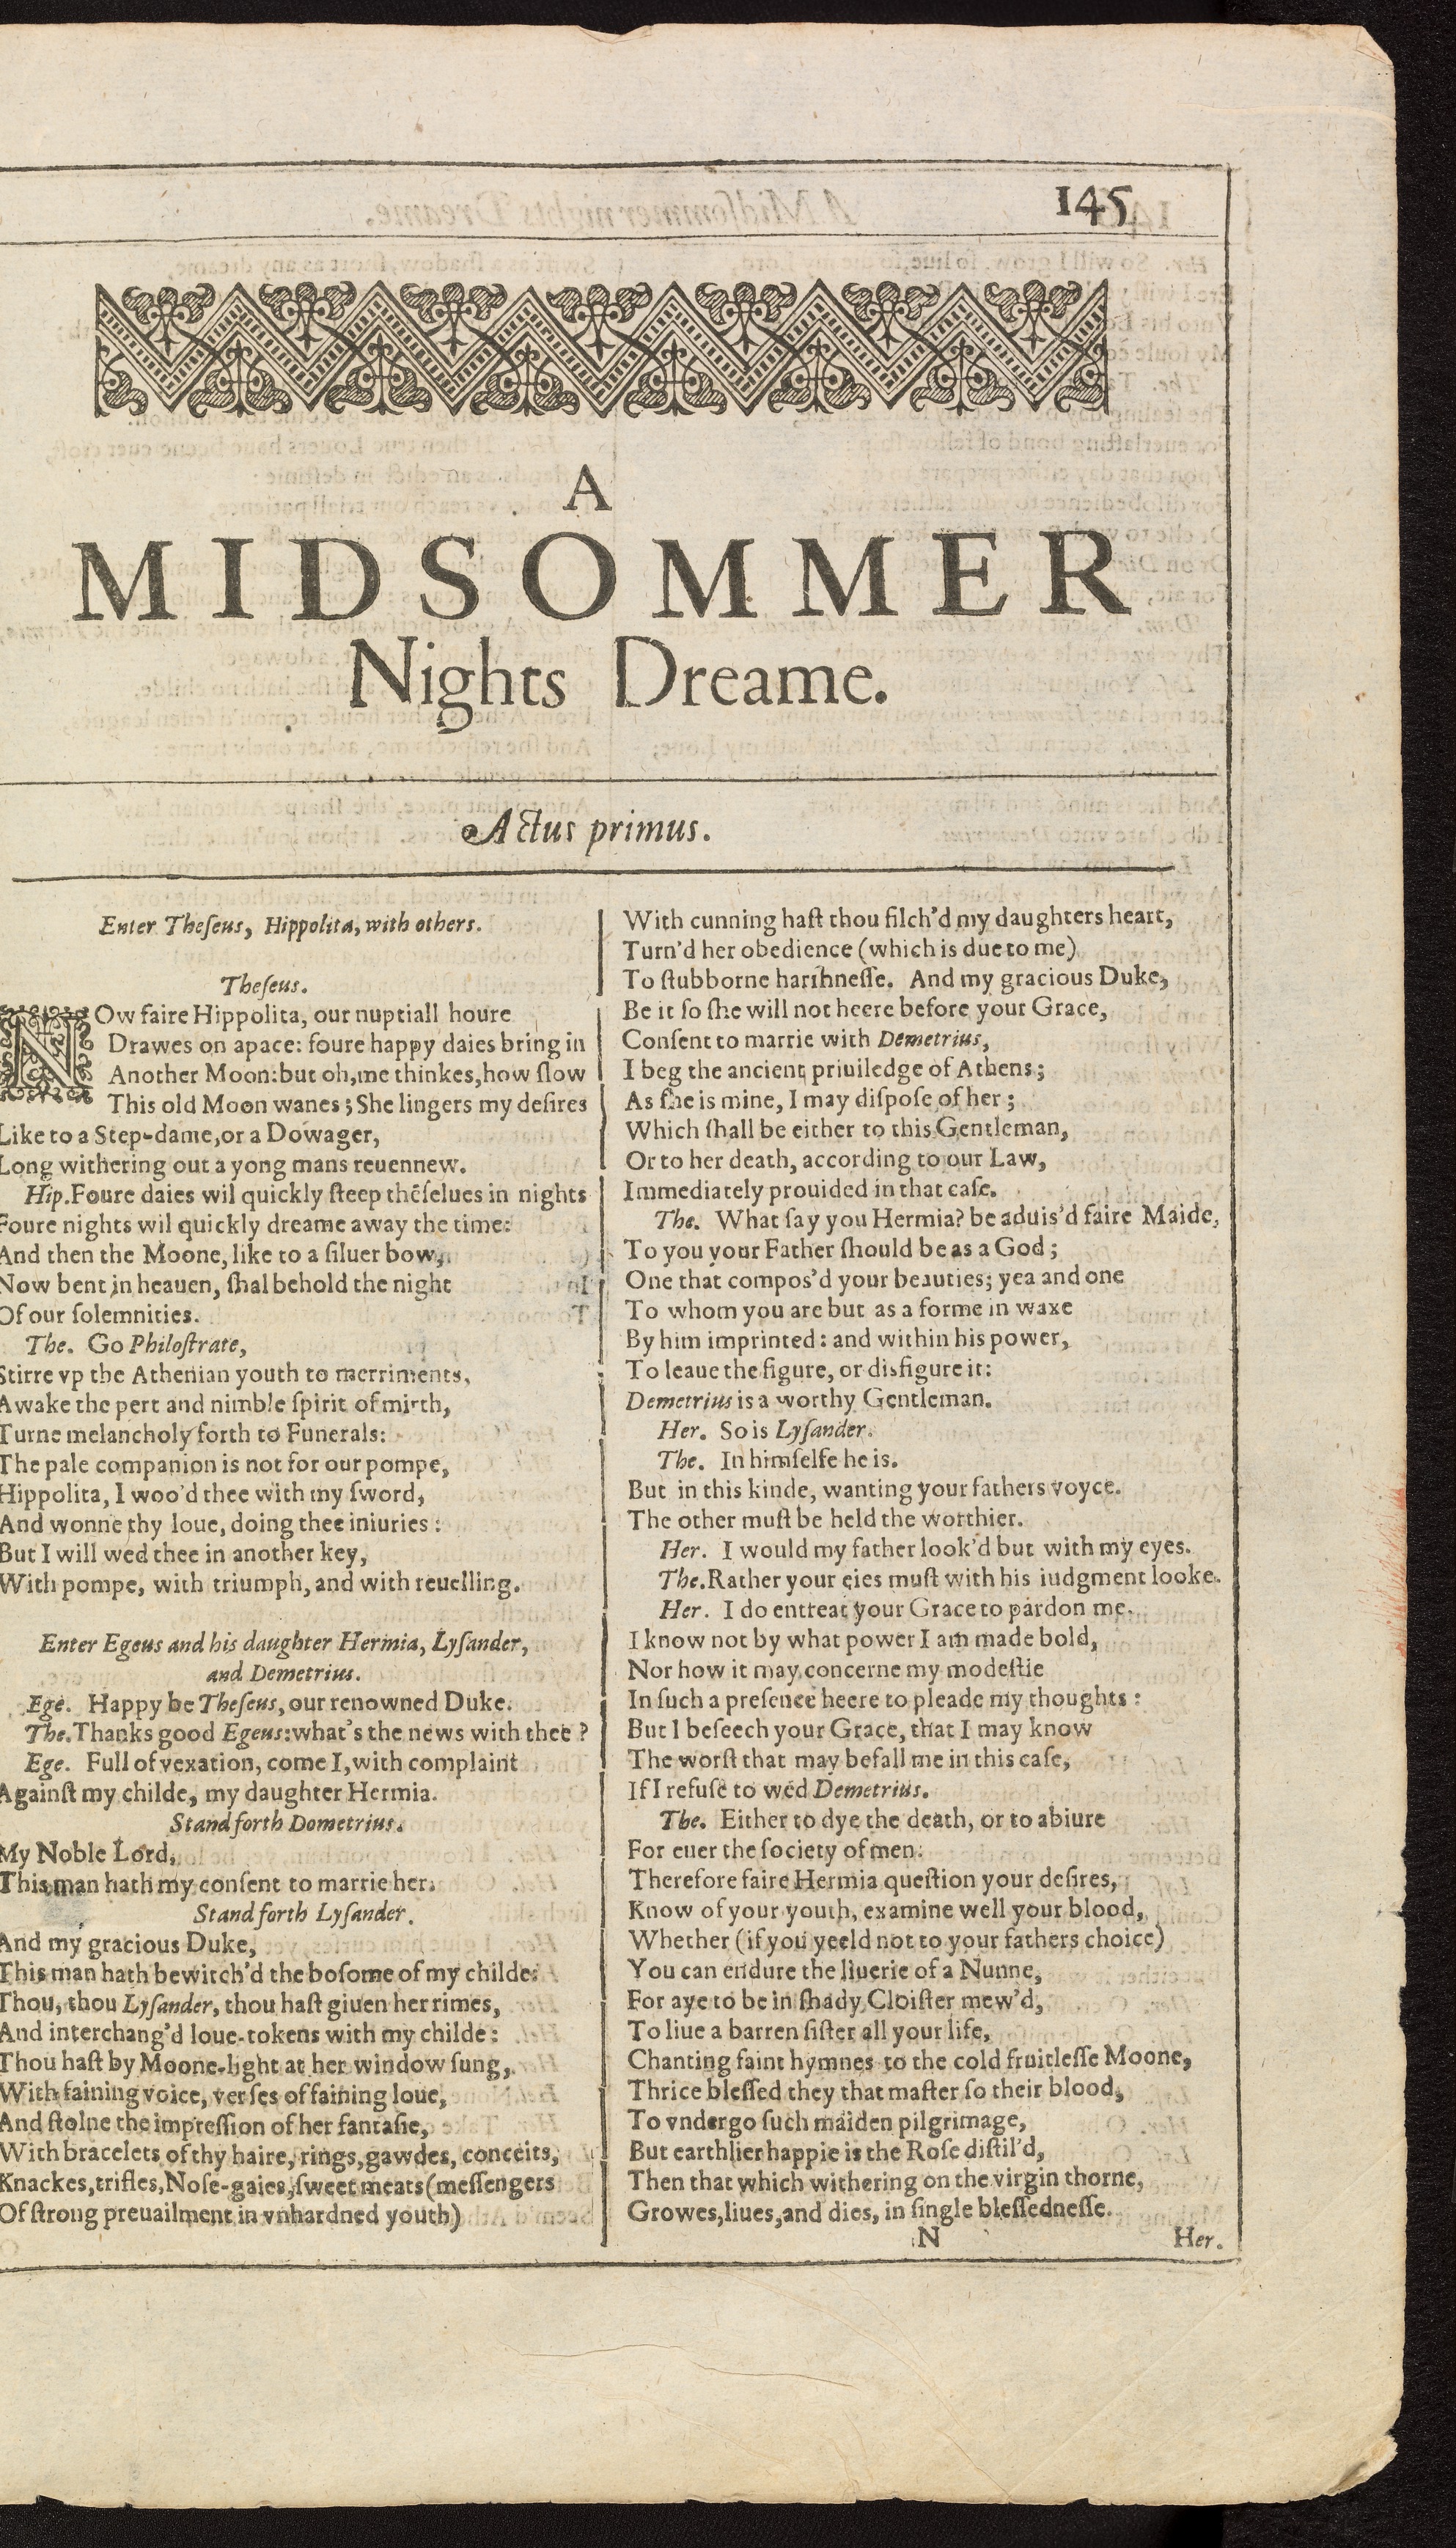 145
A
MIDSOMMER
Nights Dreame.
Actus primus.
Enter Theſeus, Hippolita, with others.
Theſeus.
NOw faire Hippolita, our nuptiall houre
Drawes on apace: foure happy daies bring in
Another Moon: but oh, me thinkes, how ſlow
This old Moon wanes; She lingers my deſires
Like to a Step-dame, or a Dowager,
Long withering out a yong mans reuennew.
Hip. Foure daies wil quickly ſteep thēſelues in nights
Foure nights wil quickly dreame away the time:
And then the Moone, like to a ſiluer bow,
Now bent in heauen, ſhal behold the night
Of our ſolemnities.
The. Go Philoſtrate,
Stirre vp the Athenian youth to merriments,
Awake the pert and nimble ſpirit of mirth,
Turne melancholy forth to Funerals:
The pale companion is not for our pompe,
Hippolita, I woo'd thee with my ſword,
And wonne thy loue, doing thee iniuries:
But I will wed thee in another key,
With pompe, with triumph, and with reuelling.
Enter Egeus and his daughter Hermia, Lyſander,
and Demetrius.
Ege. Happy be Theſeus, our renowned Duke.
The. Thanks good Egeus: what's the news with thee?
Ege. Full of vexation, come I, with complaint
Againſt my childe, my daughter Hermia.
Stand forth Dometrius.
My Noble Lord,
This man hath my conſent to marrie her.
Stand forth Lyſander.
And my gracious Duke,
This man hath bewitch'd the boſome of my childe:
Thou, thou Lyſander, thou haſt giuen her rimes,
And interchang'd loue-tokens with my childe:
Thou haſt by Moone-light at her window ſung,
With faining voice, verſes of faining loue,
And ſtolne the impreſſion of her fantaſie,
With bracelets of thy haire, rings, gawdes, conceits,
Knackes, trifles, Noſe-gaies, ſweet meats (meſſengers
Of ſtrong preuailment in vnhardned youth)
With cunning haſt thou filch'd my daughters heart,
Turn'd her obedience (which is due to me)
To ſtubborne harſhneſſe. And my gracious Duke,
Be it ſo ſhe will not heere before your Grace,
Conſent to marrie with Demetrius,
I beg the ancient priuiledge of Athens;
As ſhe is mine, I may diſpoſe of her;
Which ſhall be either to this Gentleman,
Or to her death, according to our Law,
Immediately prouided in that caſe.
The. What ſay you Hermia? be aduis'd faire Maide,
To you your Father ſhould be as a God;
One that compos'd your beauties; yea and one
To whom you are but as a forme in waxe
By him imprinted: and within his power,
To leaue the figure, or disfigure it:
Demetrius is a worthy Gentleman.
Her. So is Lyſander.
The. In himſelfe he is.
But in this kinde, wanting your fathers voyce.
The other muſt be held the worthier.
Her. I would my father look'd but with my eyes.
The. Rather your eies muſt with his iudgment looke.
Her. I do entreat your Grace to pardon me.
I know not by what power I am made bold,
Nor how it may concerne my modeſtie
In ſuch a preſence heere to pleade my thoughts:
But I beſeech your Grace, that I may know
The worſt that may befall me in this caſe,
If I refuſe to wed Demetrius.
The. Either to dye the death, or to abiure
For euer the ſociety of men.
Therefore faire Hermia queſtion your deſires,
Know of your youth, examine well your blood,
Whether (if you yeeld not to your fathers choice)
You can endure the liuerie of a Nunne,
For aye to be in ſhady Cloiſter mew'd,
To liue a barren ſiſter all your life,
Chanting faint hymnes to the cold fruitleſſe Moone,
Thrice bleſſed they that maſter ſo their blood,
To vndergo ſuch maiden pilgrimage,
But earthlier happie is the Roſe diſtil'd,
Then that which withering on the virgin thorne,
Growes, liues, and dies, in ſingle bleſſedneſſe.
N Her.